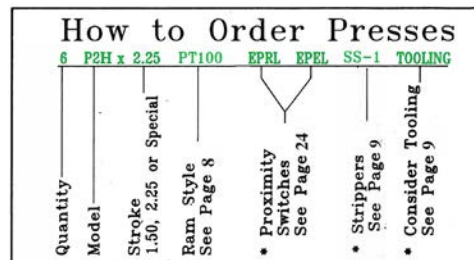 How to Order Presses
6 P2H x 2.25 PT100 EPRL EPEL SS-1 TOOLING
Quantity
Model
Stroke
1.50, 2.25 or Special
Ram Style
See Page 8
* Proximity
Switches
See Page 24
* Strippers
See Page 9
* Consider Tooling
See Page 9